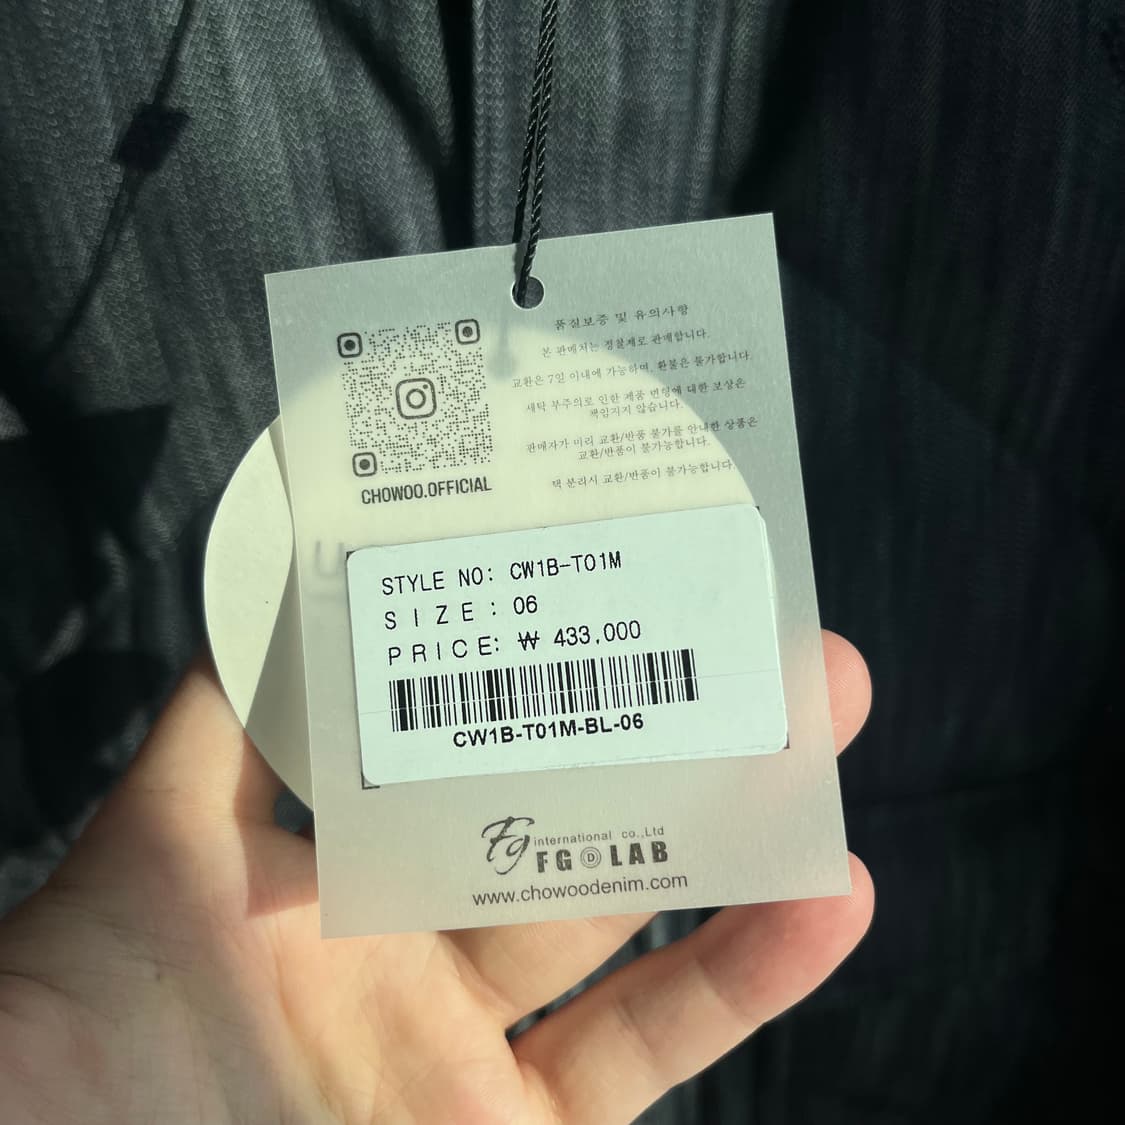 품질보증 및 유의사항
본 판매처는 정찰제로 판매합니다.
교환은 7일 이내에 가능하며, 환불은 불가합니다.
세탁 부주의로 인한 제품 변형에 대한 보상은
책임지지 않습니다.
판매자가 미리 교환/반품 불가를 안내한 상품은
교환/반품이 불가능합니다.
택 분리시 교환/반품이 불가능합니다.
CHOWOO.OFFICIAL
STYLE NO: CW1B-T01M
SIZE: 06
PRICE: ₩ 433,000
CW1B-T01M-BL-06
Fg international co.,Ltd
FG D LAB
www.chowoodenim.com